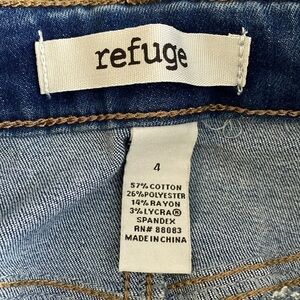 refuge
4
57% COTTON
26% POLYESTER
14% RAYON
3% LYCRA®
SPANDEX
RN# 88083
MADE IN CHINA